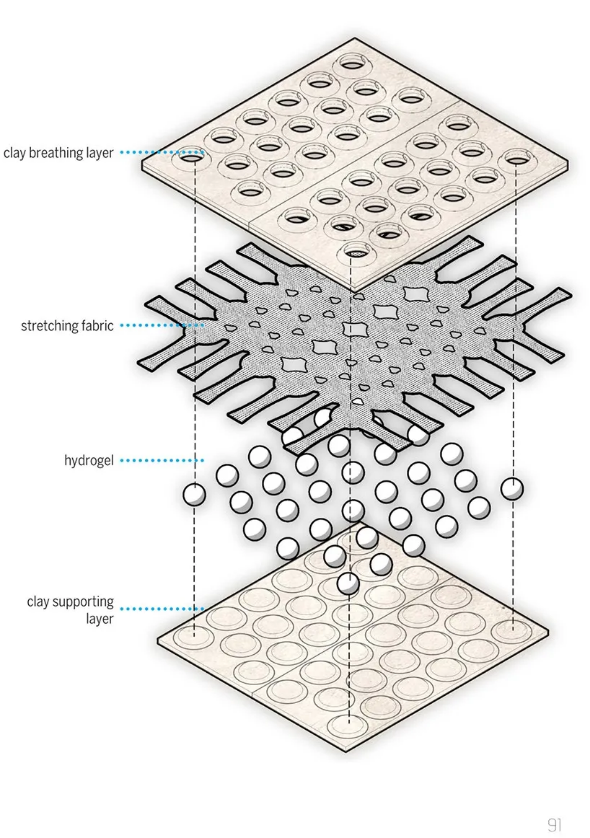 clay breathing layer
stretching fabric
hydrogel
clay supporting
layer
91